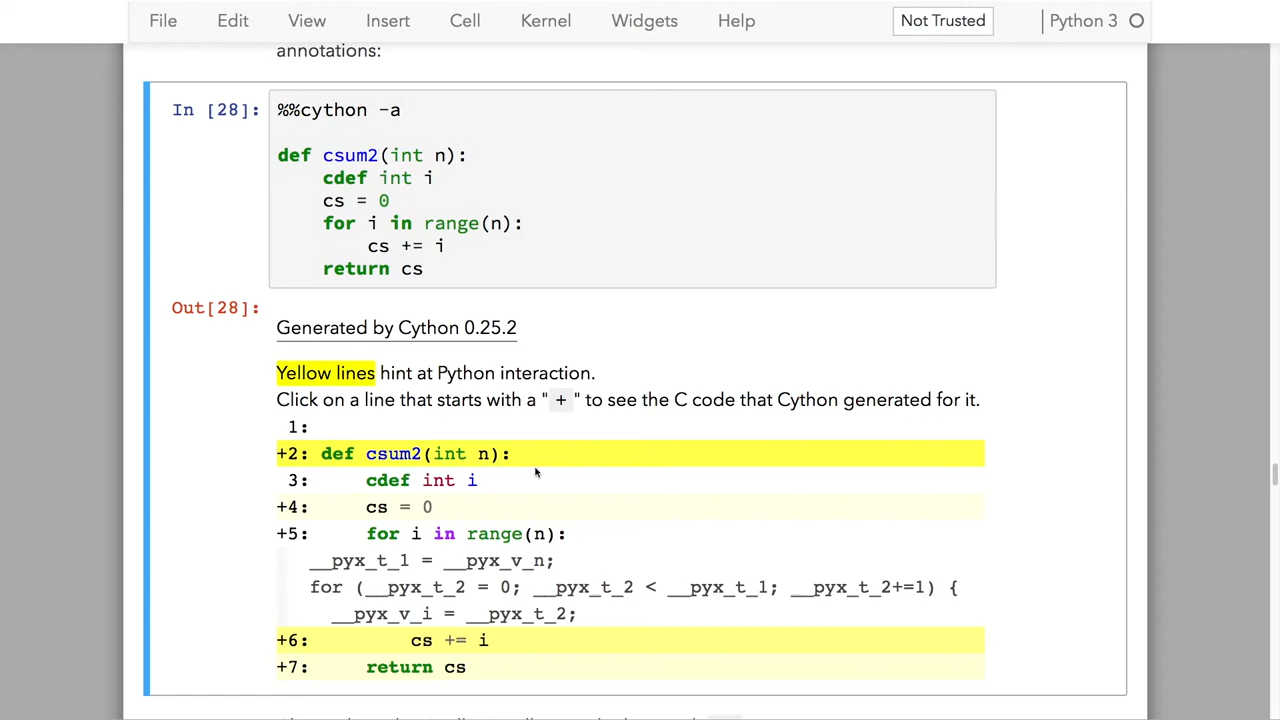 File Edit View Insert Cell Kernel Widgets Help Not Trusted Python 3
annotations:
In [28]: %%cython -a
def csum2(int n):
    cdef int i
    cs = 0
    for i in range(n):
        cs += i
    return cs
Out[28]:
Generated by Cython 0.25.2
Yellow lines hint at Python interaction.
Click on a line that starts with a "+" to see the C code that Cython generated for it.
1:
+2: def csum2(int n):
3:     cdef int i
+4:     cs = 0
+5:     for i in range(n):
__pyx_t_1 = __pyx_v_n;
for (__pyx_t_2 = 0; __pyx_t_2 < __pyx_t_1; __pyx_t_2+=1) {
  __pyx_v_i = __pyx_t_2;
+6:         cs += i
+7:     return cs